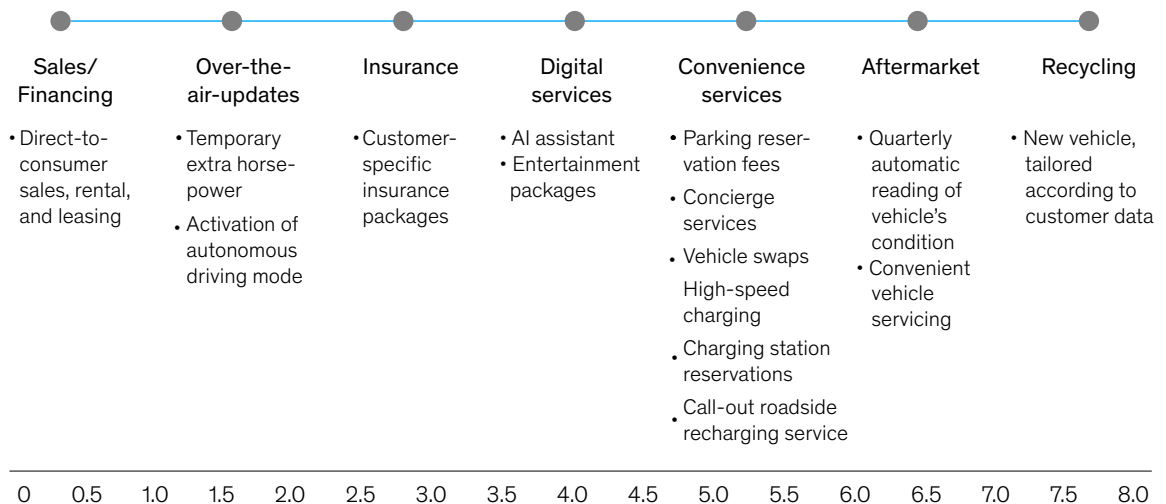 Sales/
Financing
• Direct-to-
consumer
sales, rental,
and leasing
Over-the-
air-updates
• Temporary
extra horse-
power
• Activation of
autonomous
driving mode
Insurance
• Customer-
specific
insurance
packages
Digital
services
• AI assistant
• Entertainment
packages
Convenience
services
• Parking reser-
vation fees
• Concierge
services
• Vehicle swaps
High-speed
charging
• Charging station
reservations
• Call-out roadside
recharging service
Aftermarket
• Quarterly
automatic
reading of
vehicle’s
condition
• Convenient
vehicle
servicing
Recycling
• New vehicle,
tailored
according to
customer data
0 0.5 1.0 1.5 2.0 2.5 3.0 3.5 4.0 4.5 5.0 5.5 6.0 6.5 7.0 7.5 8.0